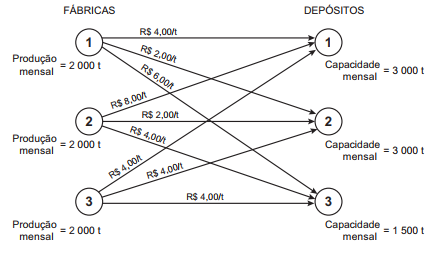 FÁBRICAS
DEPÓSITOS
1
R$ 4,00/t
1
R$ 2,00/t
R$ 6,00/t
Produção
mensal = 2 000 t
Capacidade
mensal = 3 000 t
R$ 8,00/t
2
R$ 2,00/t
2
R$ 4,00/t
Produção
mensal = 2 000 t
Capacidade
mensal = 3 000 t
R$ 4,00/t
R$ 4,00/t
3
R$ 4,00/t
3
Produção
mensal = 2 000 t
Capacidade
mensal = 1 500 t